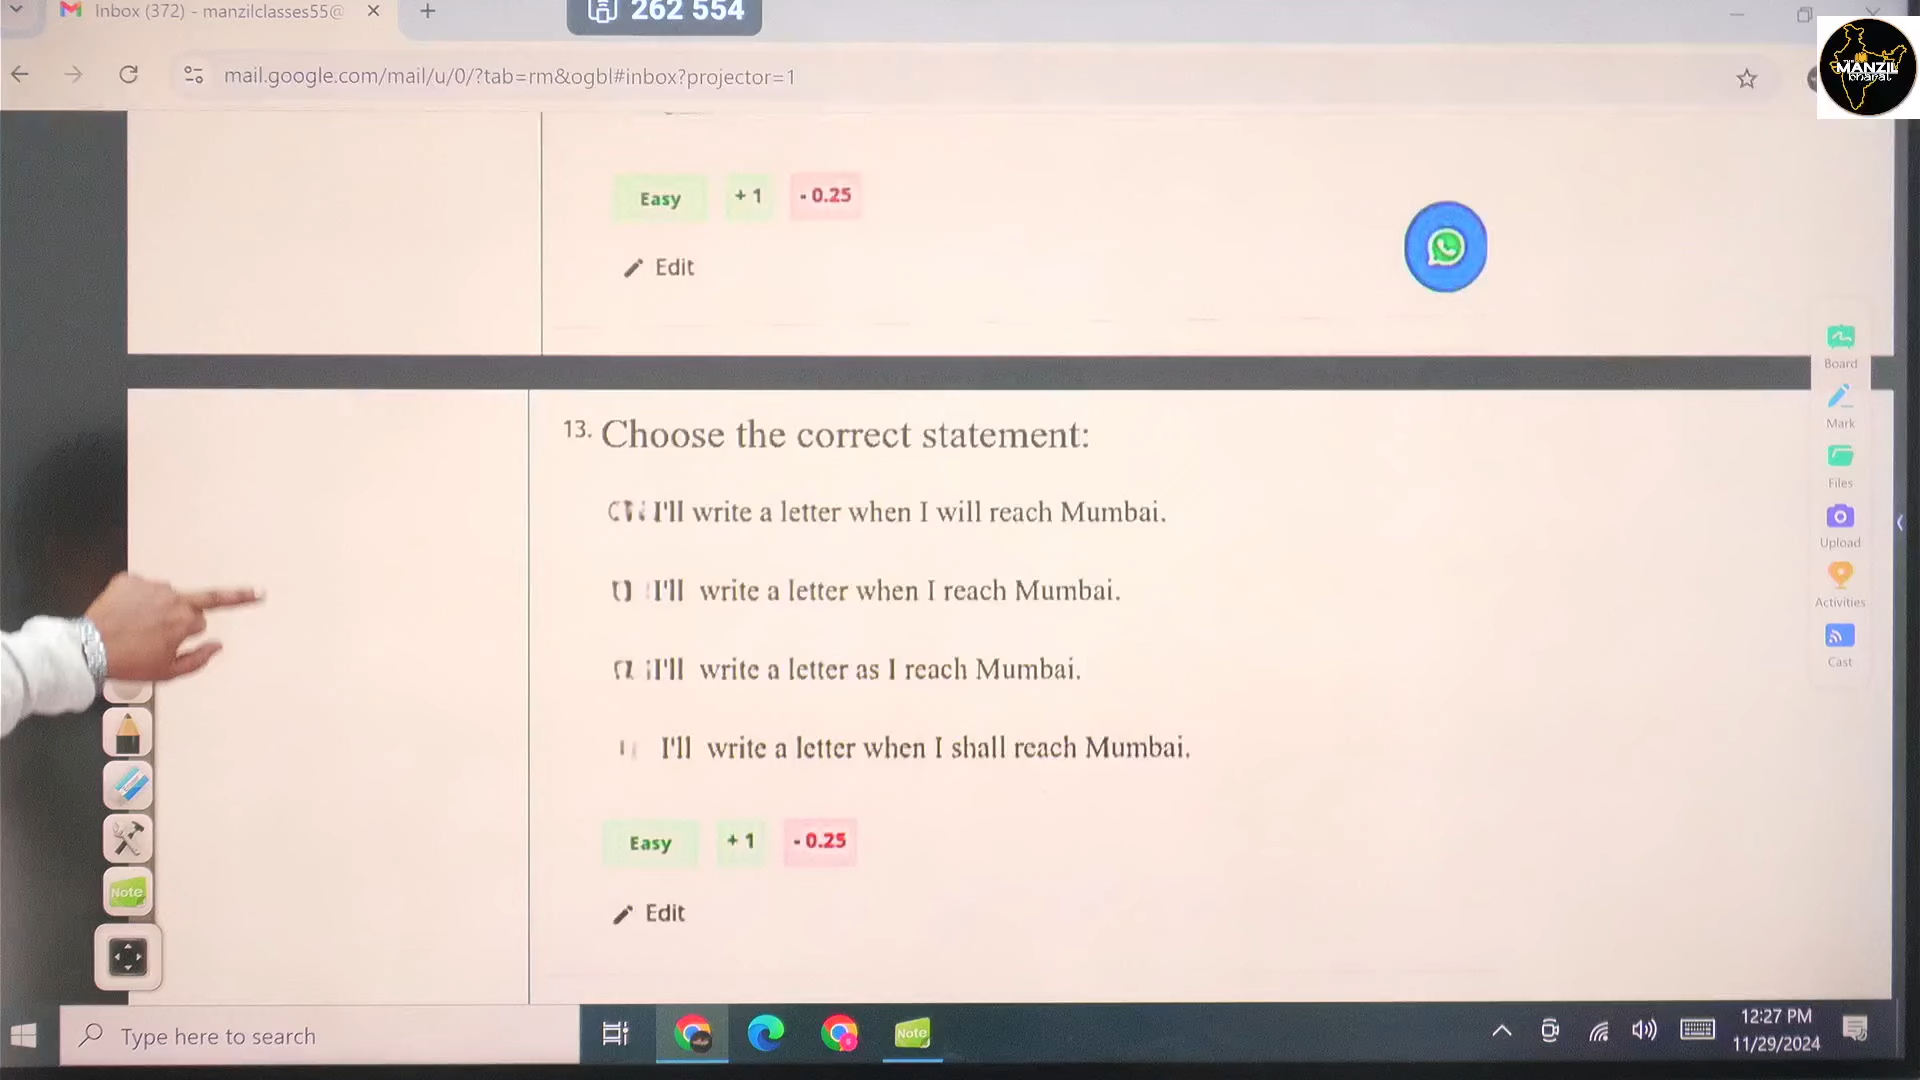 Inbox (372) - manzilclasses55@
262 554
mail.google.com/mail/u/0/?tab=rm&ogbl#inbox?projector=1
MANZIL
bharat
Easy +1 -0.25
Edit
13. Choose the correct statement:
I'll write a letter when I will reach Mumbai.
I'll write a letter when I reach Mumbai.
I'll write a letter as I reach Mumbai.
I'll write a letter when I shall reach Mumbai.
Easy +1 -0.25
Edit
Board
Mark
Files
Upload
Activities
Cast
Note
Type here to search
Note
12:27 PM
11/29/2024